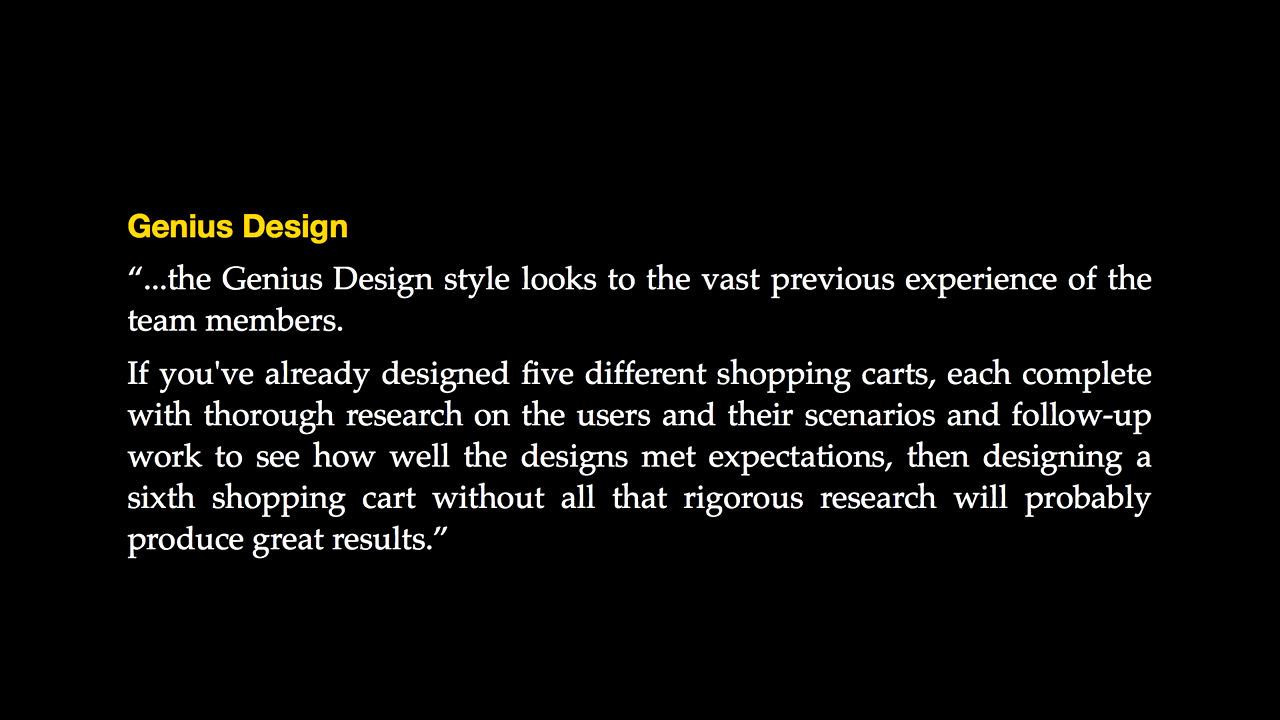 Genius Design
“...the Genius Design style looks to the vast previous experience of the
team members.
If you've already designed five different shopping carts, each complete
with thorough research on the users and their scenarios and follow-up
work to see how well the designs met expectations, then designing a
sixth shopping cart without all that rigorous research will probably
produce great results.”